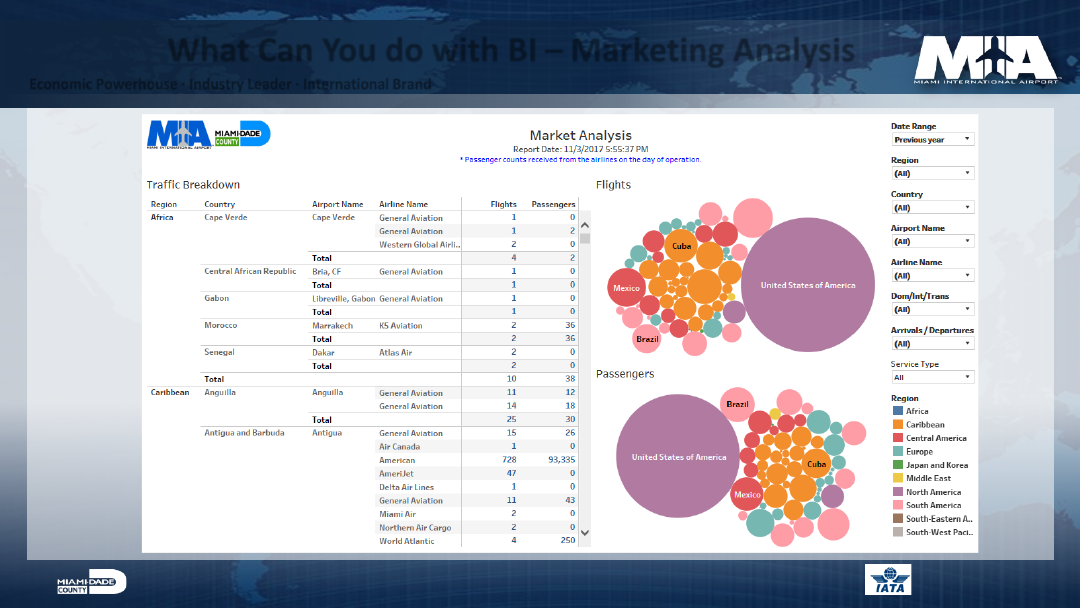 What Can You do with BI – Marketing Analysis
Economic Powerhouse - Industry Leader - International Brand
MIA
MIAMI INTERNATIONAL AIRPORT
MIA
MIAMI INTERNATIONAL AIRPORT
MIAMI-DADE
COUNTY
Market Analysis
Report Date: 11/3/2017 5:55:37 PM
* Passenger counts received from the airlines on the day of operation.
Traffic Breakdown
Region Country Airport Name Airline Name Flights Passengers
Africa Cape Verde Cape Verde General Aviation 1 0
General Aviation 1 2
Western Global Airli.. 2 0
Total 4 2
Central African Republic Bria, CF General Aviation 1 0
Total 1 0
Gabon Libreville, Gabon General Aviation 1 0
Total 1 0
Morocco Marrakech K5 Aviation 2 36
Total 2 36
Senegal Dakar Atlas Air 2 0
Total 2 0
Total 10 38
Caribbean Anguilla Anguilla General Aviation 11 12
General Aviation 14 18
Total 25 30
Antigua and Barbuda Antigua General Aviation 15 26
Air Canada 1 0
American 728 93,335
AmeriJet 47 0
Delta Air Lines 1 0
General Aviation 11 43
Miami Air 2 0
Northern Air Cargo 2 0
World Atlantic 4 250
Flights
Cuba
United States of America
Mexico
Brazil
Passengers
Brazil
United States of America
Cuba
Mexico
Date Range
Previous year
Region
(All)
Country
(All)
Airport Name
(All)
Airline Name
(All)
Dom/Int/Trans
(All)
Arrivals / Departures
(All)
Service Type
All
Region
Africa
Caribbean
Central America
Europe
Japan and Korea
Middle East
North America
South America
South-Eastern A..
South-West Paci..
MIAMI-DADE
COUNTY
IATA